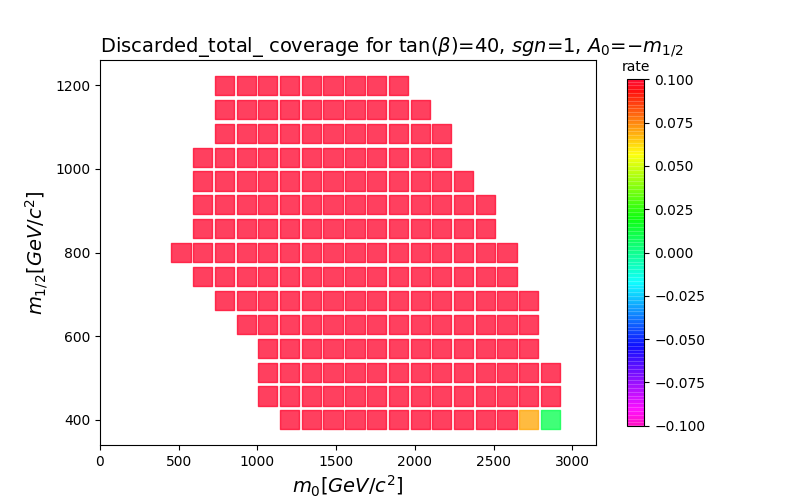 Discarded_total_ coverage for tan(β)=40, sgn=1, A₀=−m₁/₂
rate
0.100
0.075
0.050
0.025
0.000
−0.025
−0.050
−0.075
−0.100
1200
1000
800
600
400
m₁/₂[GeV/c²]
0 500 1000 1500 2000 2500 3000
m₀[GeV/c²]